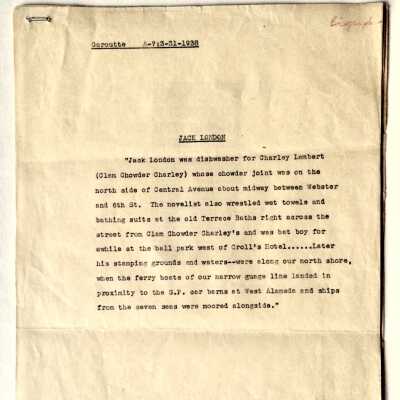 Biograph
Garoutte A-9:3-31-1938
JACK LONDON
"Jack London was dishwasher for Charley Lambert
(Clam Chowder Charley) whose chowder joint was on the
north side of Central Avenue about midway between Webster
and 6th St. The novelist also wrestled wet towels and
bathing suits at the old Terrace Baths right across the
street from Clam Chowder Charley's and was bat boy for
awhile at the ball park west of Croll's Hotel......Later
his stamping grounds and waters--were along our north shore,
when the ferry boats of our narrow guage line landed in
proximity to the S.P. car barns at West Alameda and ships
from the seven seas were moored alongside."